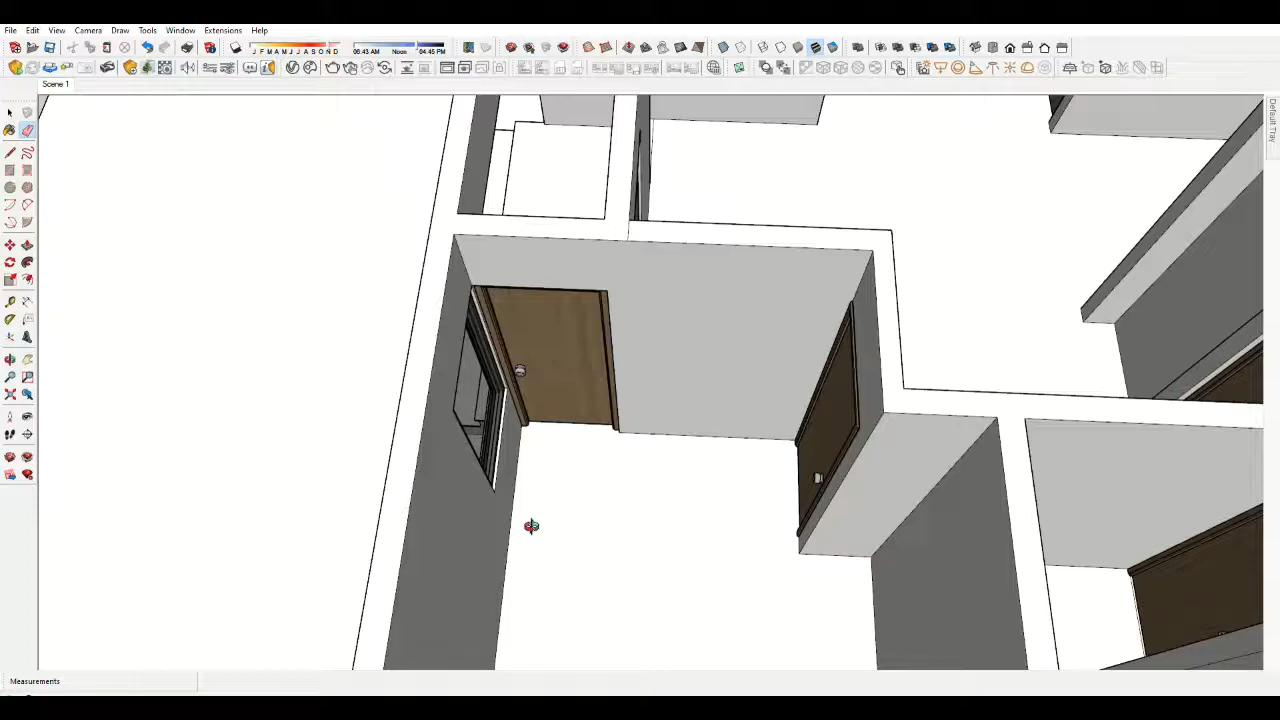 File Edit View Camera Draw Tools Window Extensions Help
J F M A M J J A S O N D 06:43 AM Noon 04:45 PM
Scene 1
Default Tray
Measurements